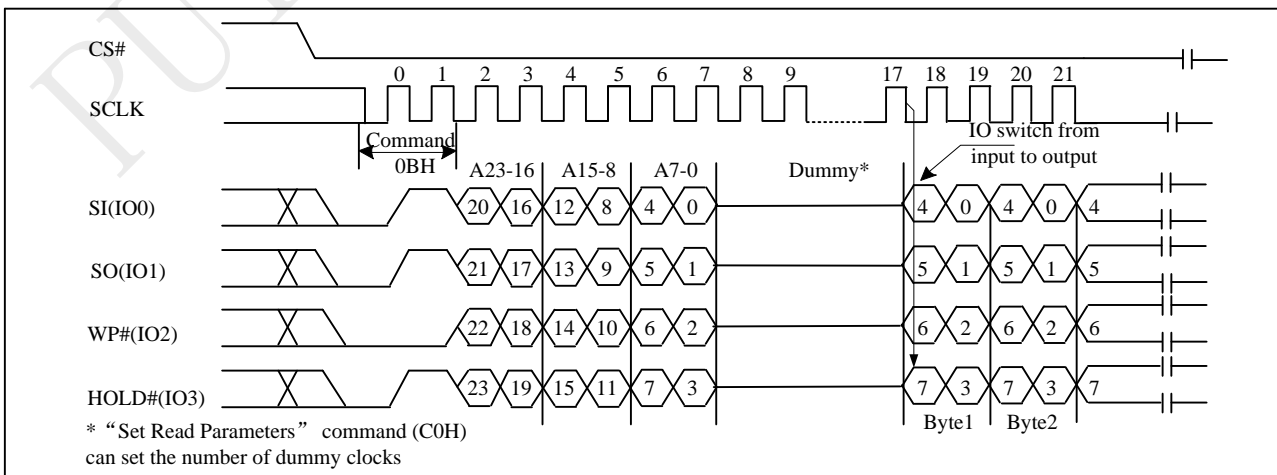 PU
CS#
0 1 2 3 4 5 6 7 8 9 17 18 19 20 21
SCLK
Command
0BH
IO switch from
input to output
A23-16 A15-8 A7-0 Dummy*
SI(IO0) 20 16 12 8 4 0 4 0 4 0 4
SO(IO1) 21 17 13 9 5 1 5 1 5 1 5
WP#(IO2) 22 18 14 10 6 2 6 2 6 2 6
HOLD#(IO3) 23 19 15 11 7 3 7 3 7 3 7
Byte1 Byte2
* “Set Read Parameters” command (C0H)
can set the number of dummy clocks